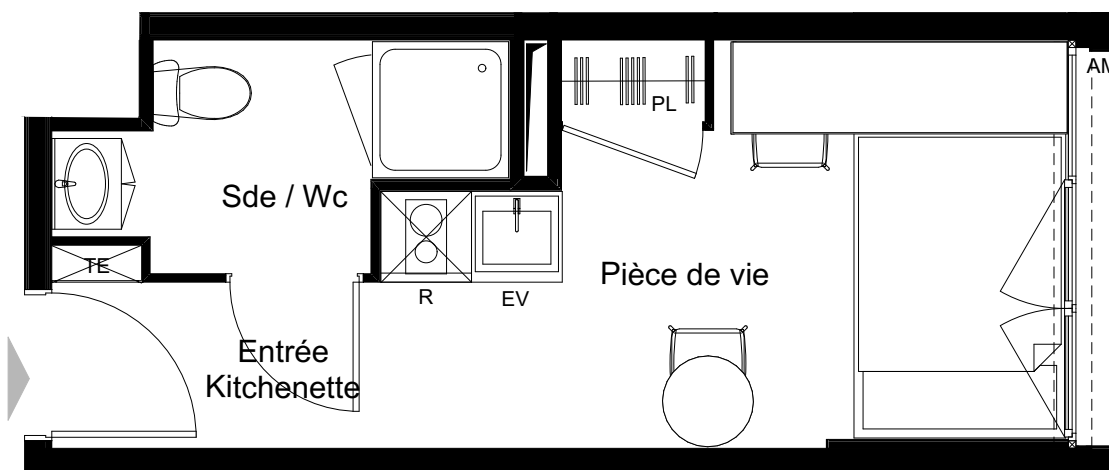 AM
PL
Sde / Wc
TE
R
EV
Pièce de vie
Entrée
Kitchenette